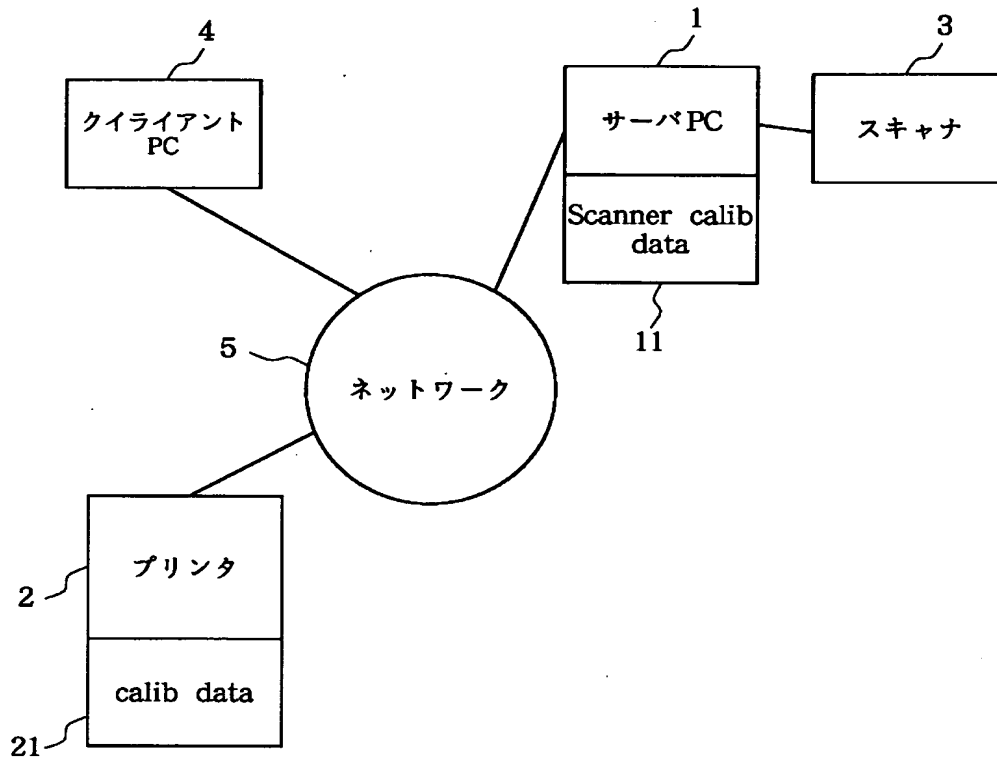 4
クイライアント
PC
1
サーバPC
Scanner calib
data
11
3
スキャナ
5
ネットワーク
2
プリンタ
calib data
21